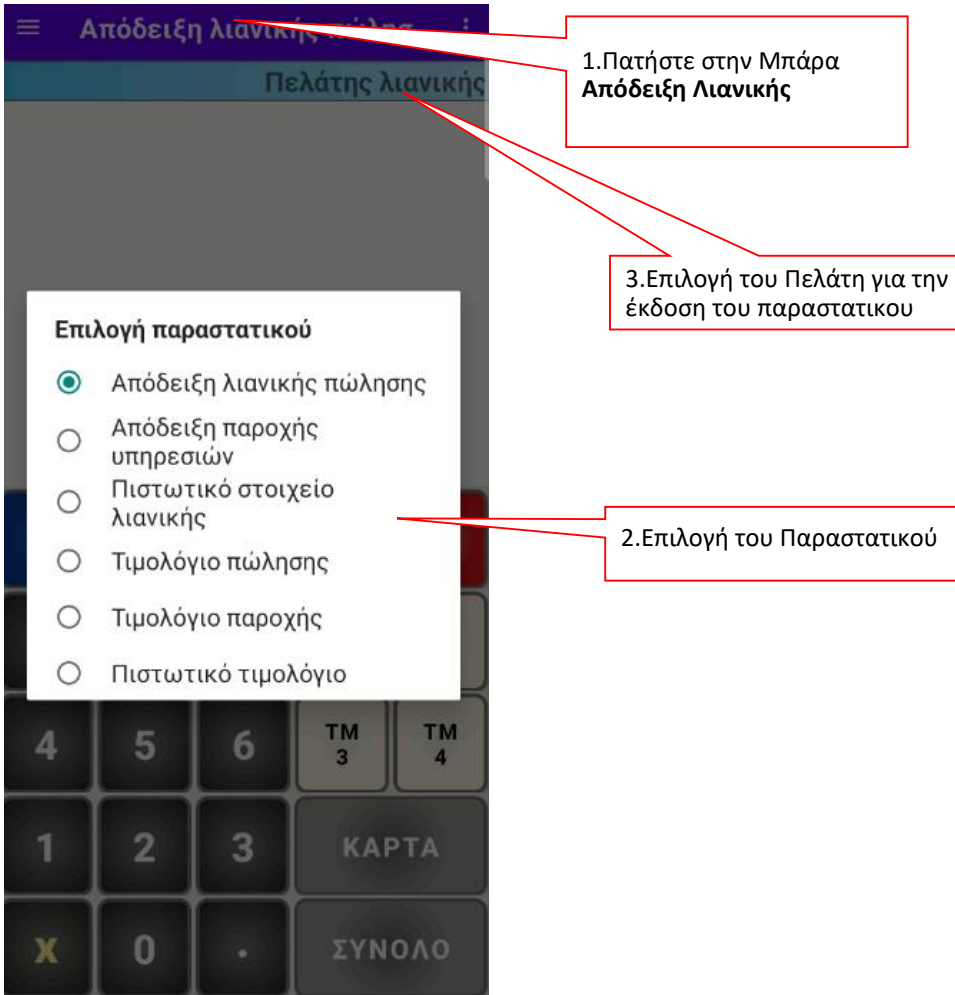 Απόδειξη λιανικής πώλησ...
Πελάτης λιανική
1.Πατήστε στην Μπάρα
Απόδειξη Λιανικής
3.Επιλογή του Πελάτη για την
έκδοση του παραστατικου
Επιλογή παραστατικού
Απόδειξη λιανικής πώλησης
Απόδειξη παροχής
υπηρεσιών
Πιστωτικό στοιχείο
λιανικής
Τιμολόγιο πώλησης
Τιμολόγιο παροχής
Πιστωτικό τιμολόγιο
2.Επιλογή του Παραστατικού
4 5 6 ΤΜ 3 ΤΜ 4
1 2 3 ΚΑΡΤΑ
X 0 . ΣΥΝΟΛΟ